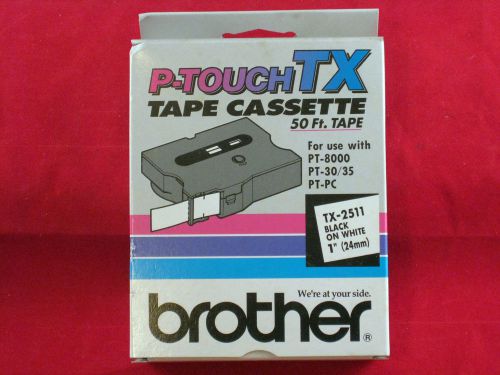 P-TOUCH TX
TAPE CASSETTE
50 Ft. TAPE
For use with
PT-8000
PT-30/35
PT-PC
TX-2511
BLACK
ON WHITE
1" (24mm)
We're at your side.
brother®